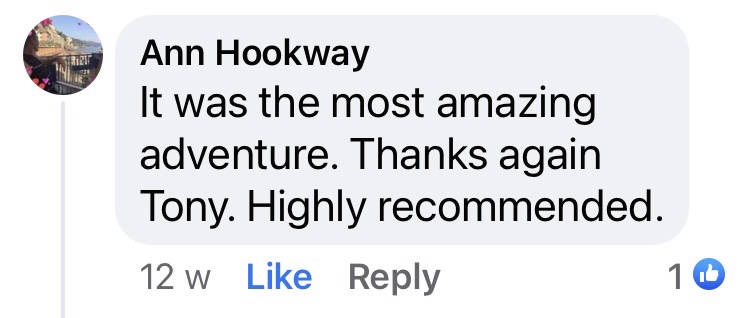 Ann Hookway
It was the most amazing
adventure. Thanks again
Tony. Highly recommended.
12 w Like Reply 1